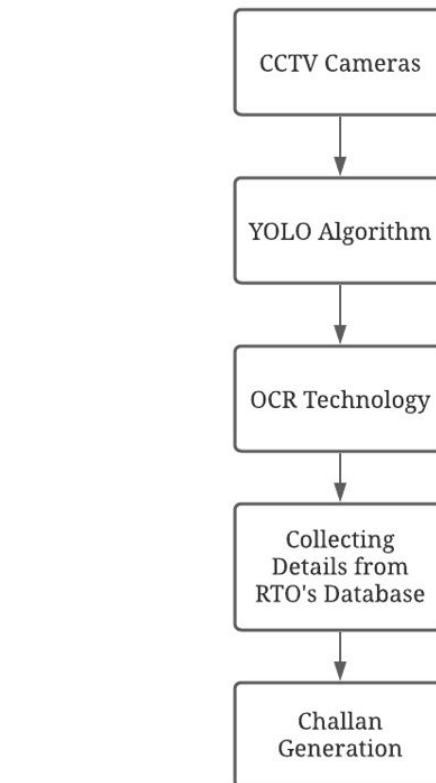 CCTV Cameras
YOLO Algorithm
OCR Technology
Collecting
Details from
RTO's Database
Challan
Generation